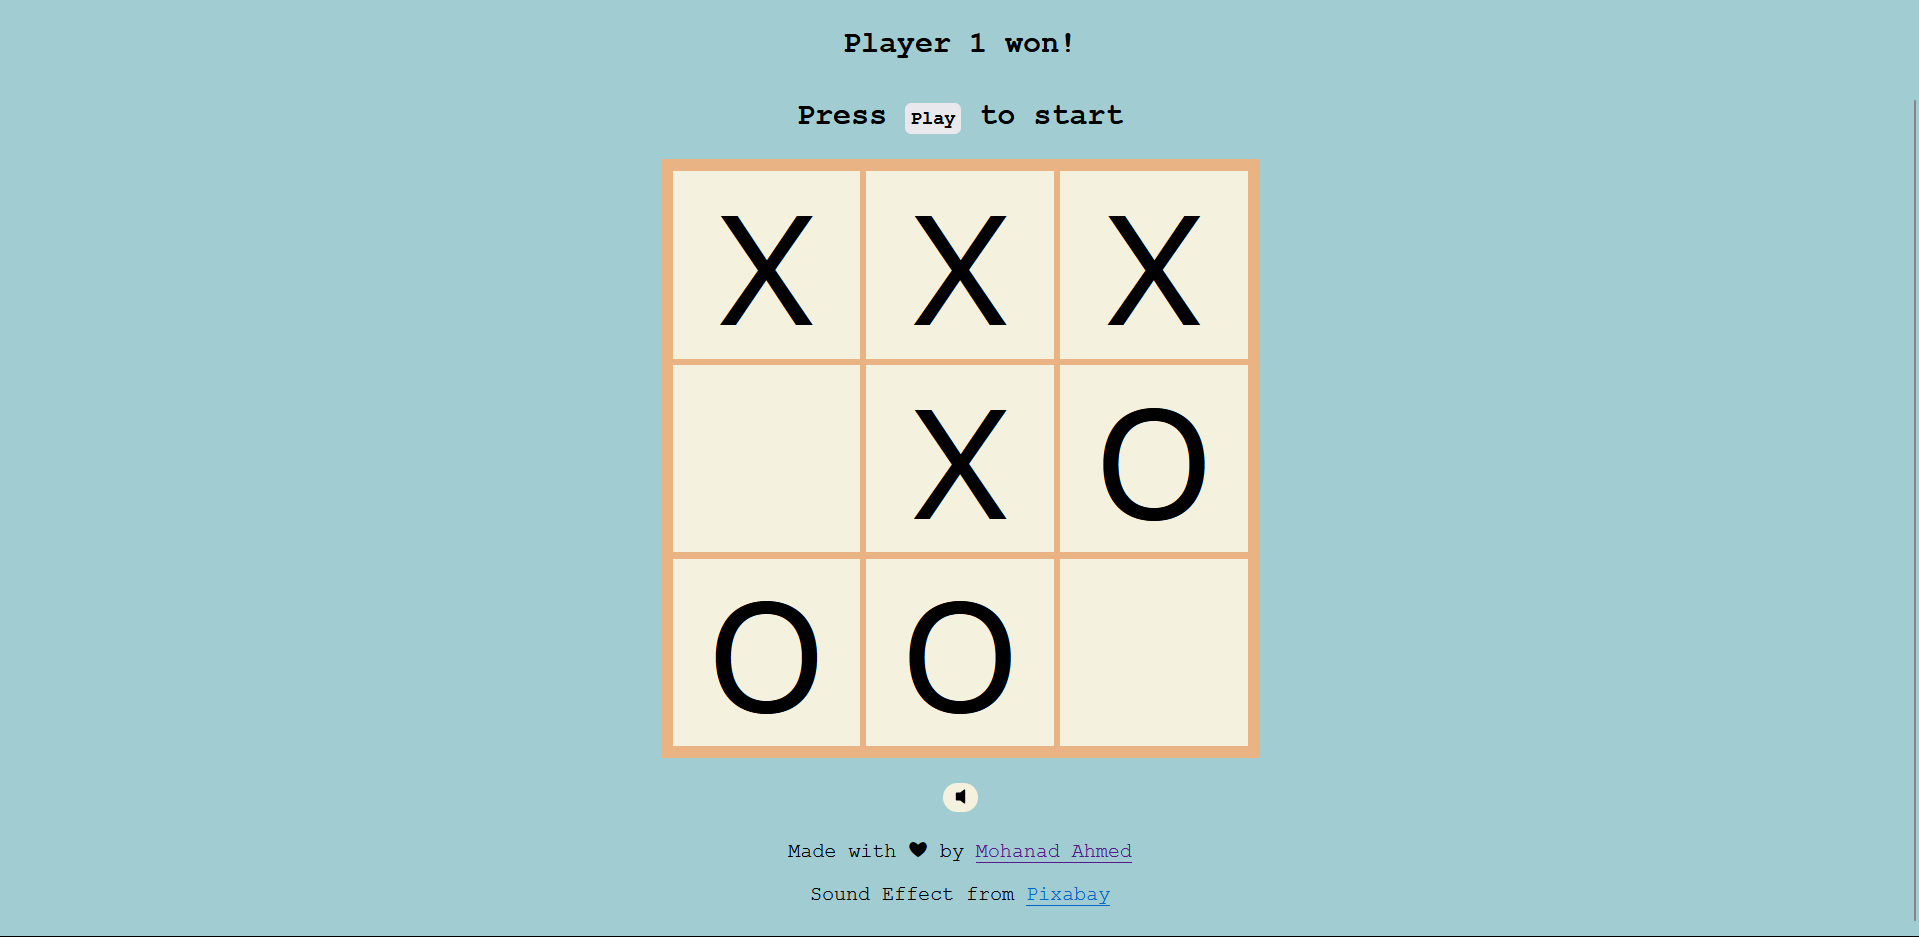 Player 1 won!
Press Play to start
X X X
X O
O O
Made with ♥ by Mohanad Ahmed
Sound Effect from Pixabay